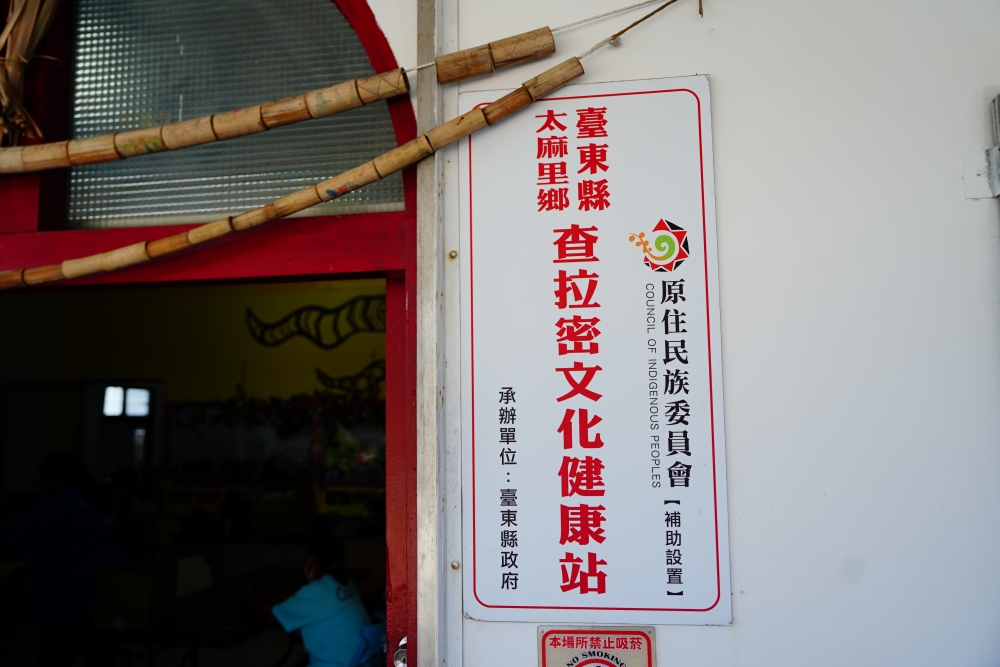 原住民族委員會【補助設置】
COUNCIL OF INDIGENOUS PEOPLES
臺東縣
太麻里鄉
查拉密文化健康站
承辦單位：臺東縣政府
本場所禁止吸菸
NO SMOKING